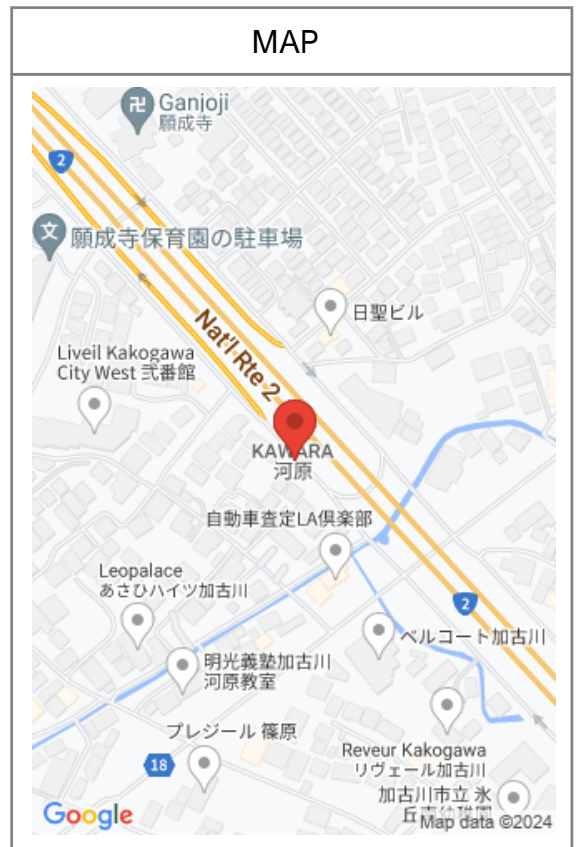 MAP
卍
Ganjoji
願成寺
2
文
願成寺保育園の駐車場
日聖ビル
Nat'l Rte 2
Liveil Kakogawa
City West 弐番館
KAWARA
河原
自動車査定LA倶楽部
Leopalace
あさひハイツ加古川
2
ベルコート加古川
明光義塾加古川
河原教室
プレジール 篠原
18
Reveur Kakogawa
リヴェール加古川
加古川市立 氷
Google
Map data ©2024